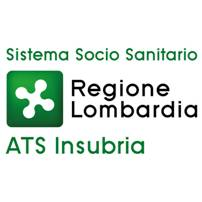 Sistema Socio Sanitario
Regione
Lombardia
ATS Insubria